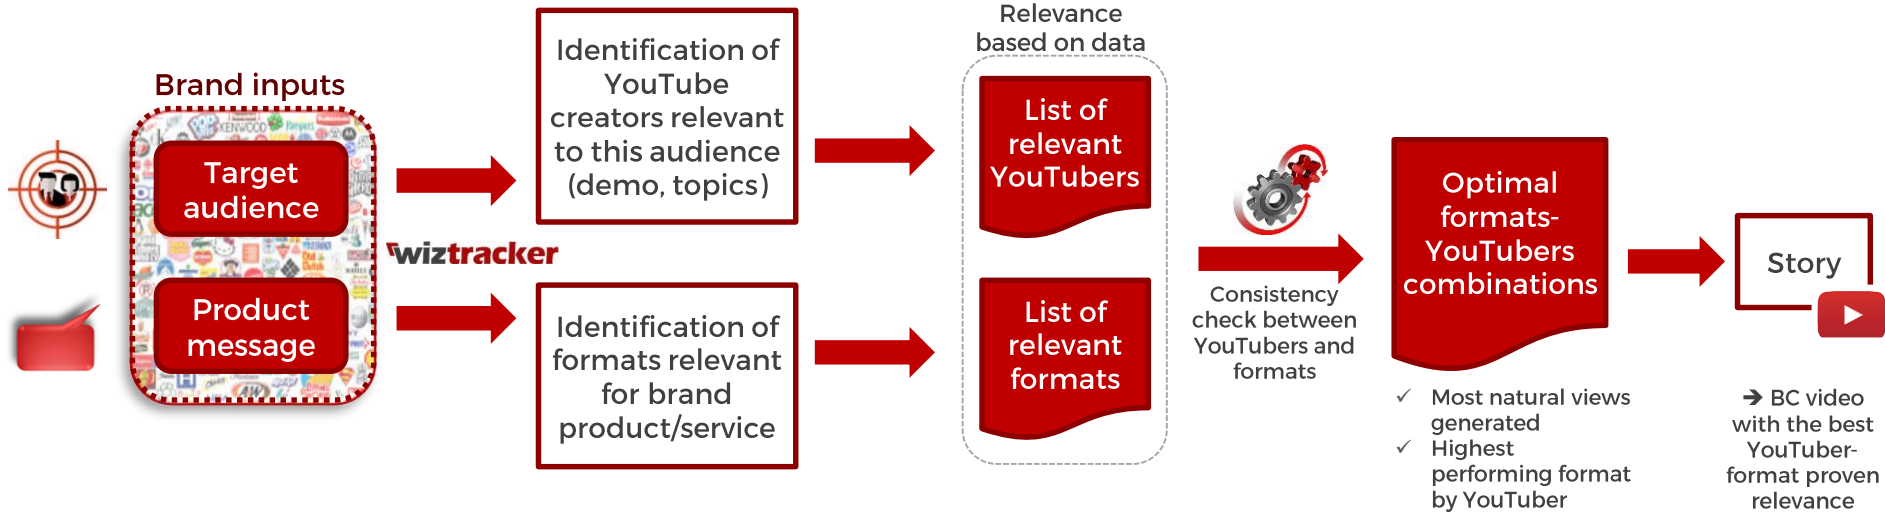 Brand inputs
KENWOOD
Pampers
Target
audience
Product
message
wiztracker
Identification of
YouTube
creators relevant
to this audience
(demo, topics)
Identification of
formats relevant
for brand
product/service
Relevance
based on data
List of
relevant
YouTubers
List of
relevant
formats
Consistency
check between
YouTubers and
formats
Optimal
formats-
YouTubers
combinations
✓ Most natural views
generated
✓ Highest
performing format
by YouTuber
Story
➔ BC video
with the best
YouTuber-
format proven
relevance